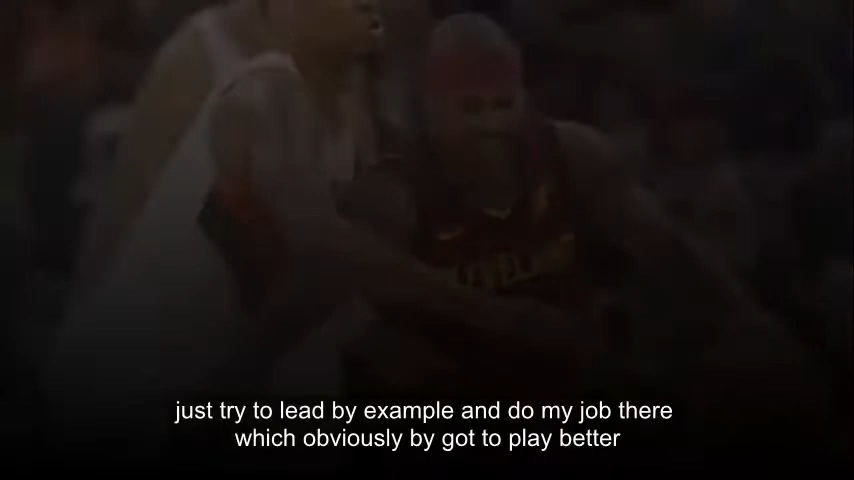 just try to lead by example and do my job there
which obviously by got to play better